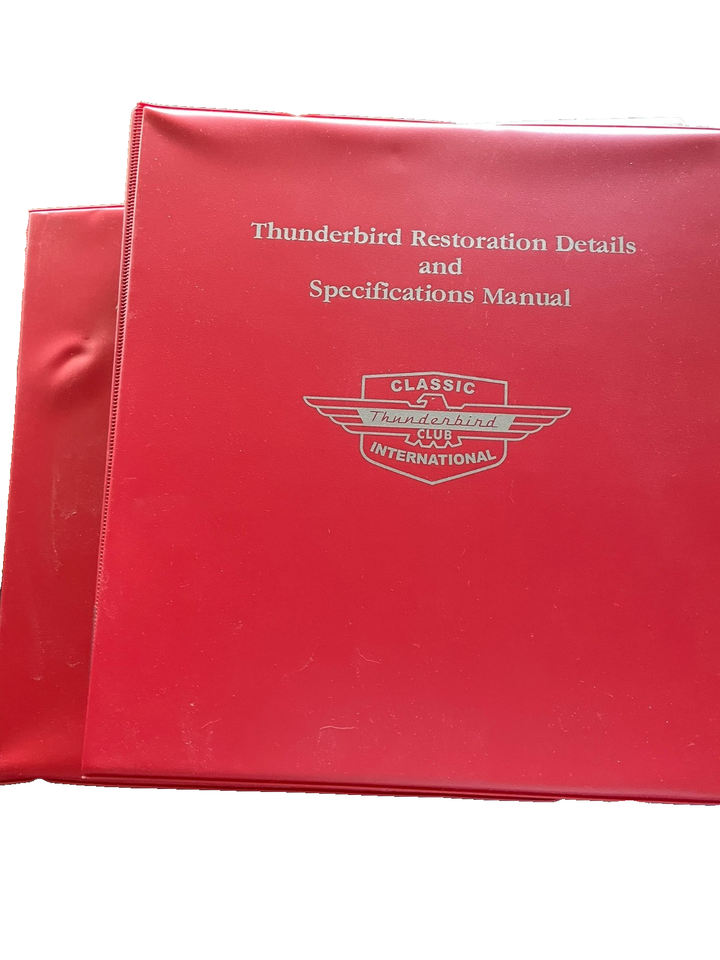 Thunderbird Restoration Details
and
Specifications Manual
CLASSIC
Thunderbird
CLUB
INTERNATIONAL